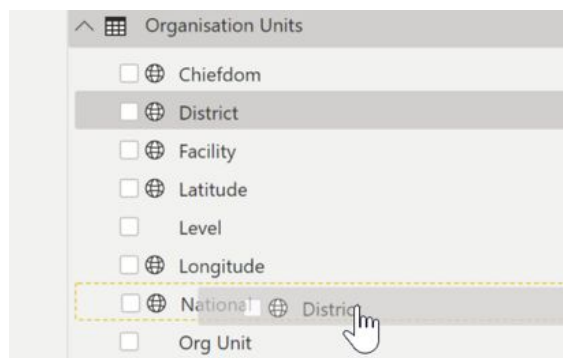 Organisation Units
Chiefdom
District
Facility
Latitude
Level
Longitude
National District
Org Unit